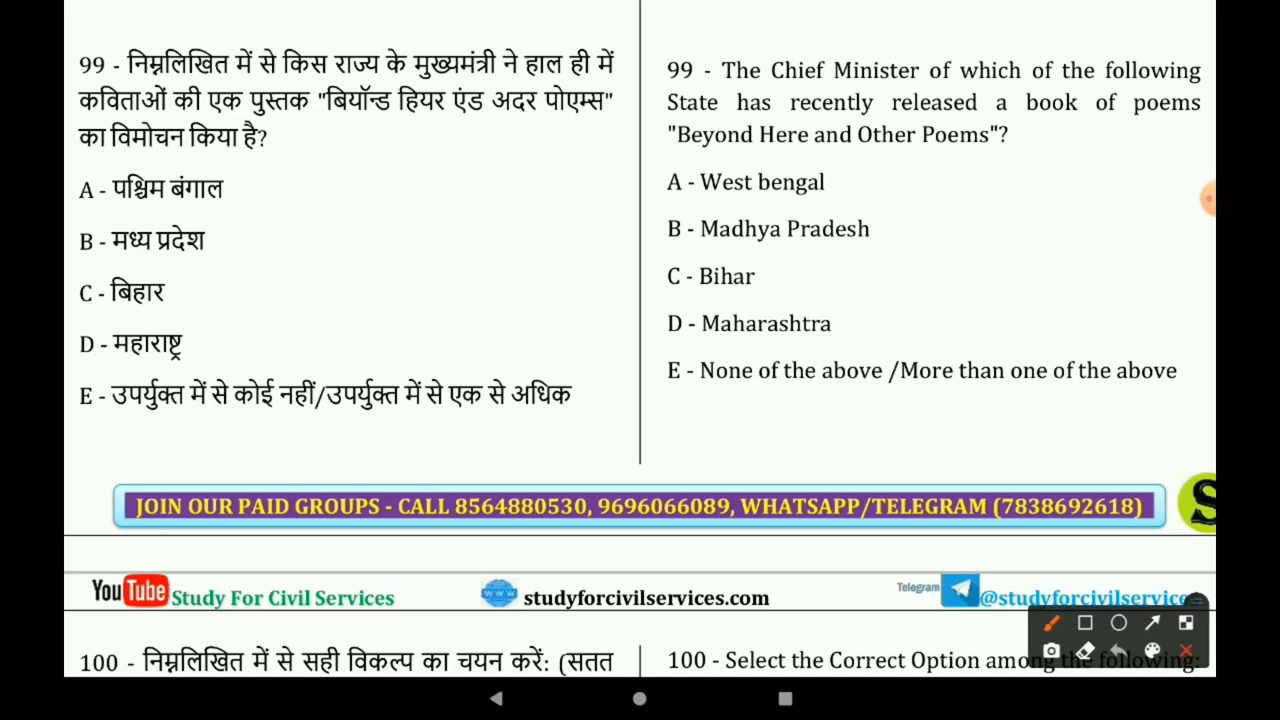 99 - निम्नलिखित में से किस राज्य के मुख्यमंत्री ने हाल ही में
कविताओं की एक पुस्तक "बियॉन्ड हियर एंड अदर पोएम्स"
का विमोचन किया है?
A - पश्चिम बंगाल
B - मध्य प्रदेश
C - बिहार
D - महाराष्ट्र
E - उपर्युक्त में से कोई नहीं/उपर्युक्त में से एक से अधिक
99 - The Chief Minister of which of the following
State has recently released a book of poems
"Beyond Here and Other Poems"?
A - West bengal
B - Madhya Pradesh
C - Bihar
D - Maharashtra
E - None of the above /More than one of the above
JOIN OUR PAID GROUPS - CALL 8564880530, 9696066089, WHATSAPP/TELEGRAM (7838692618)
S
YouTube Study For Civil Services
www studyforcivilservices.com
Telegram @studyforcivilservice
100 - निम्नलिखित में से सही विकल्प का चयन करें: (सतत
100 - Select the Correct Option among the following: